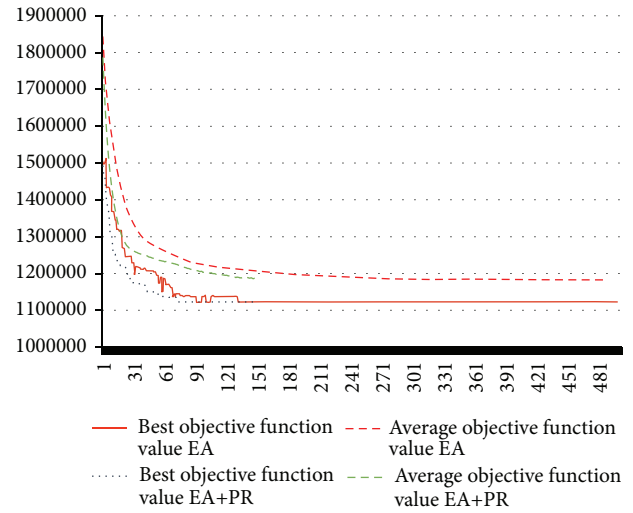 1900000
1800000
1700000
1600000
1500000
1400000
1300000
1200000
1100000
1000000
1 31 61 91 121 151 181 211 241 271 301 331 361 391 421 451 481
Best objective function
value EA
Average objective function
value EA
Best objective function
value EA+PR
Average objective function
value EA+PR